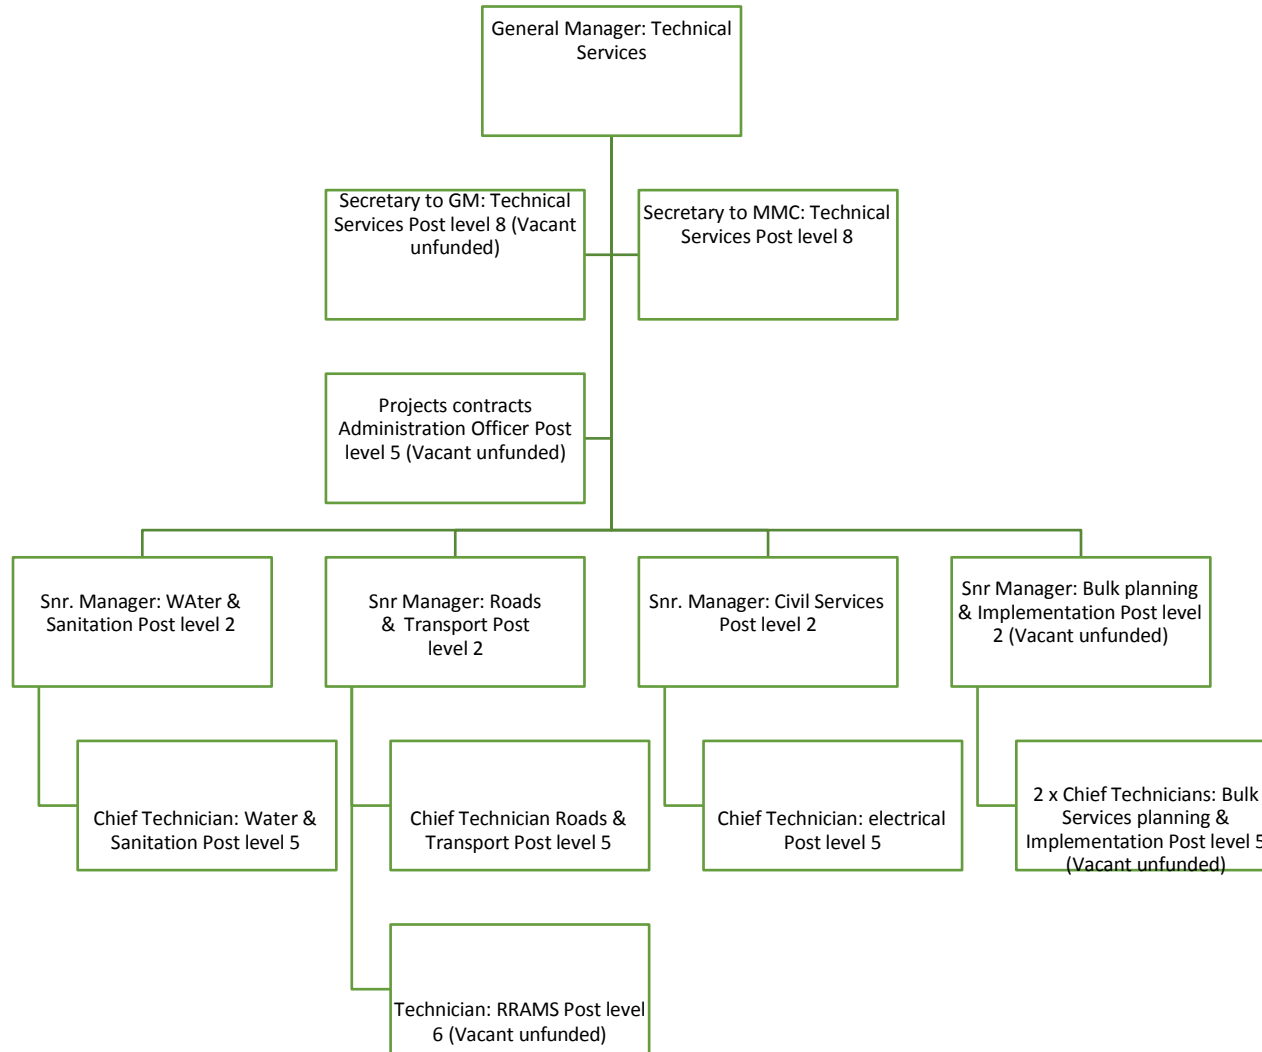 General Manager: Technical
Services
Secretary to GM: Technical
Services Post level 8 (Vacant
unfunded)
Secretary to MMC: Technical
Services Post level 8
Projects contracts
Administration Officer Post
level 5 (Vacant unfunded)
Snr. Manager: WAter &
Sanitation Post level 2
Snr Manager: Roads
& Transport Post
level 2
Snr. Manager: Civil Services
Post level 2
Snr Manager: Bulk planning
& Implementation Post level
2 (Vacant unfunded)
Chief Technician: Water &
Sanitation Post level 5
Chief Technician Roads &
Transport Post level 5
Chief Technician: electrical
Post level 5
2 x Chief Technicians: Bulk
Services planning &
Implementation Post level 5
(Vacant unfunded)
Technician: RRAMS Post level
6 (Vacant unfunded)